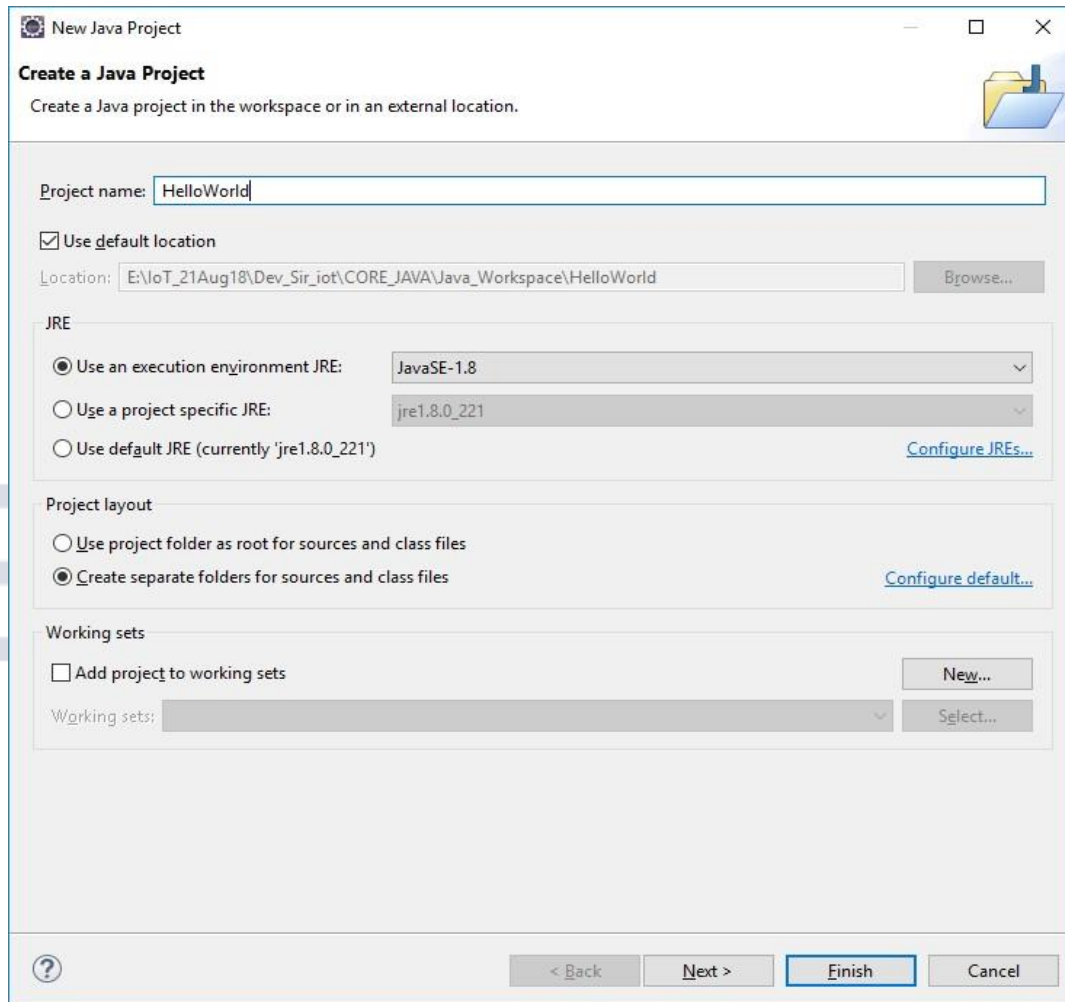 New Java Project
Create a Java Project
Create a Java project in the workspace or in an external location.
Project name: HelloWorld
Use default location
Location: E:\IoT_21Aug18\Dev_Sir_iot\CORE_JAVA\Java_Workspace\HelloWorld Browse...
JRE
Use an execution environment JRE: JavaSE-1.8
Use a project specific JRE: jre1.8.0_221
Use default JRE (currently 'jre1.8.0_221') Configure JREs...
Project layout
Use project folder as root for sources and class files
Create separate folders for sources and class files Configure default...
Working sets
Add project to working sets New...
Working sets: Select...
? < Back Next > Finish Cancel